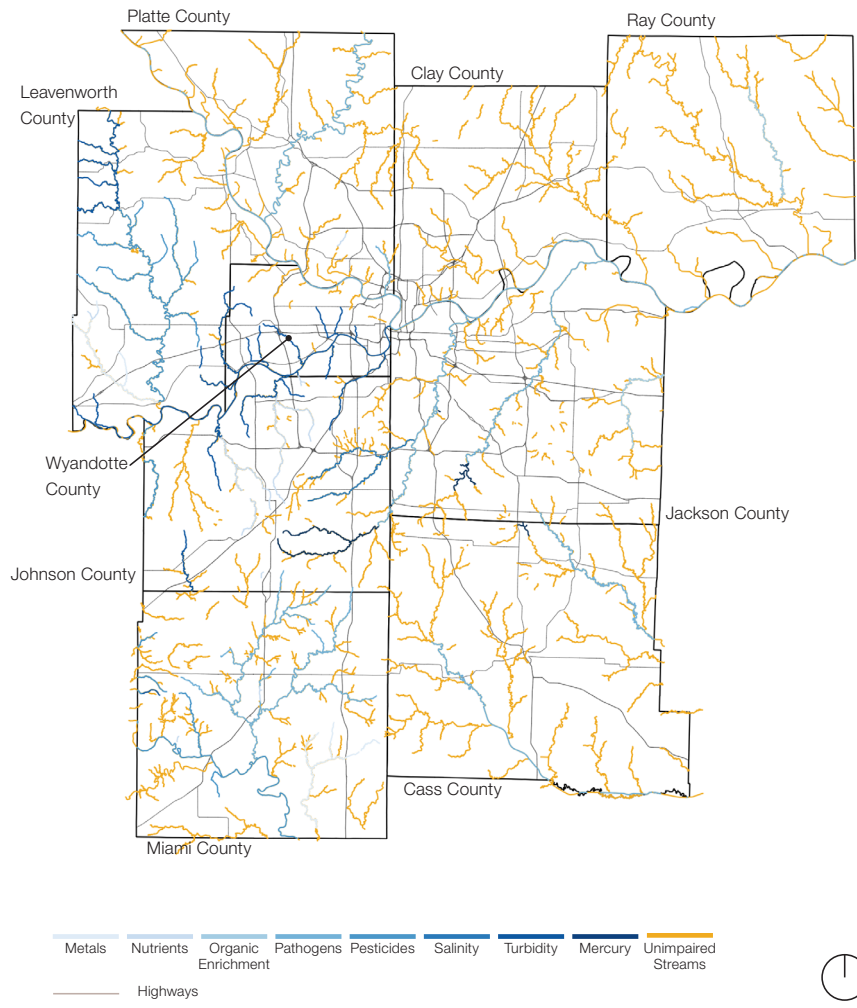 Platte County
Ray County
Clay County
Leavenworth
County
Wyandotte
County
Jackson County
Johnson County
Cass County
Miami County
Metals
Nutrients
Organic
Enrichment
Pathogens
Pesticides
Salinity
Turbidity
Mercury
Unimpaired
Streams
Highways